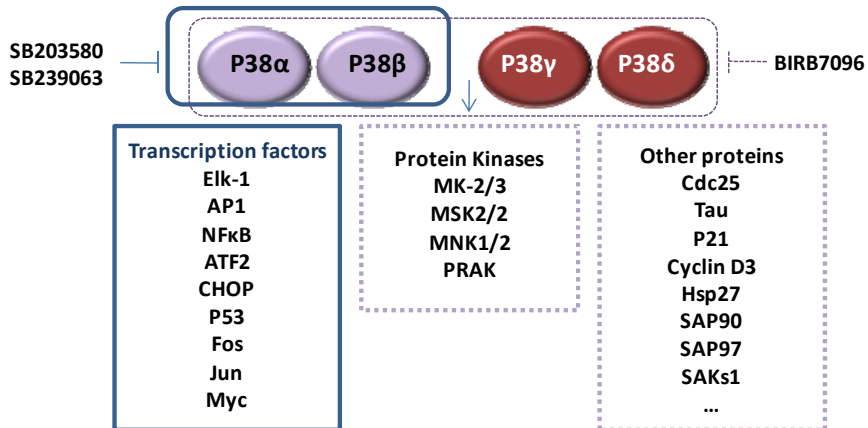 SB203580
SB239063
P38α
P38β
P38γ
P38δ
BIRB7096
Transcription factors
Elk-1
AP1
NFκB
ATF2
CHOP
P53
Fos
Jun
Myc
Protein Kinases
MK-2/3
MSK2/2
MNK1/2
PRAK
Other proteins
Cdc25
Tau
P21
Cyclin D3
Hsp27
SAP90
SAP97
SAKs1
...